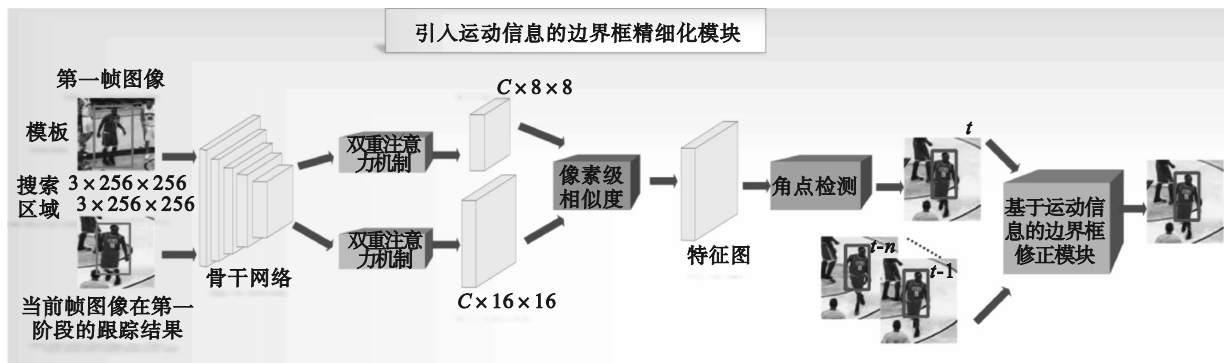 引入运动信息的边界框精细化模块
第一帧图像
模板
3×256×256
搜索
区域
3×256×256
当前帧图像在第一
阶段的跟踪结果
骨干网络
双重注意
力机制
双重注意
力机制
C×8×8
C×16×16
像素级
相似度
特征图
角点检测
t
t-n
t-1
基于运动信
息的边界框
修正模块